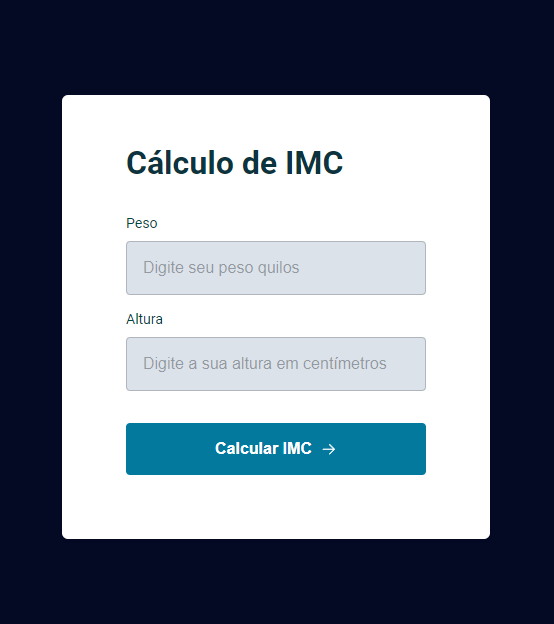 Cálculo de IMC
Peso
Digite seu peso quilos
Altura
Digite a sua altura em centímetros
Calcular IMC →